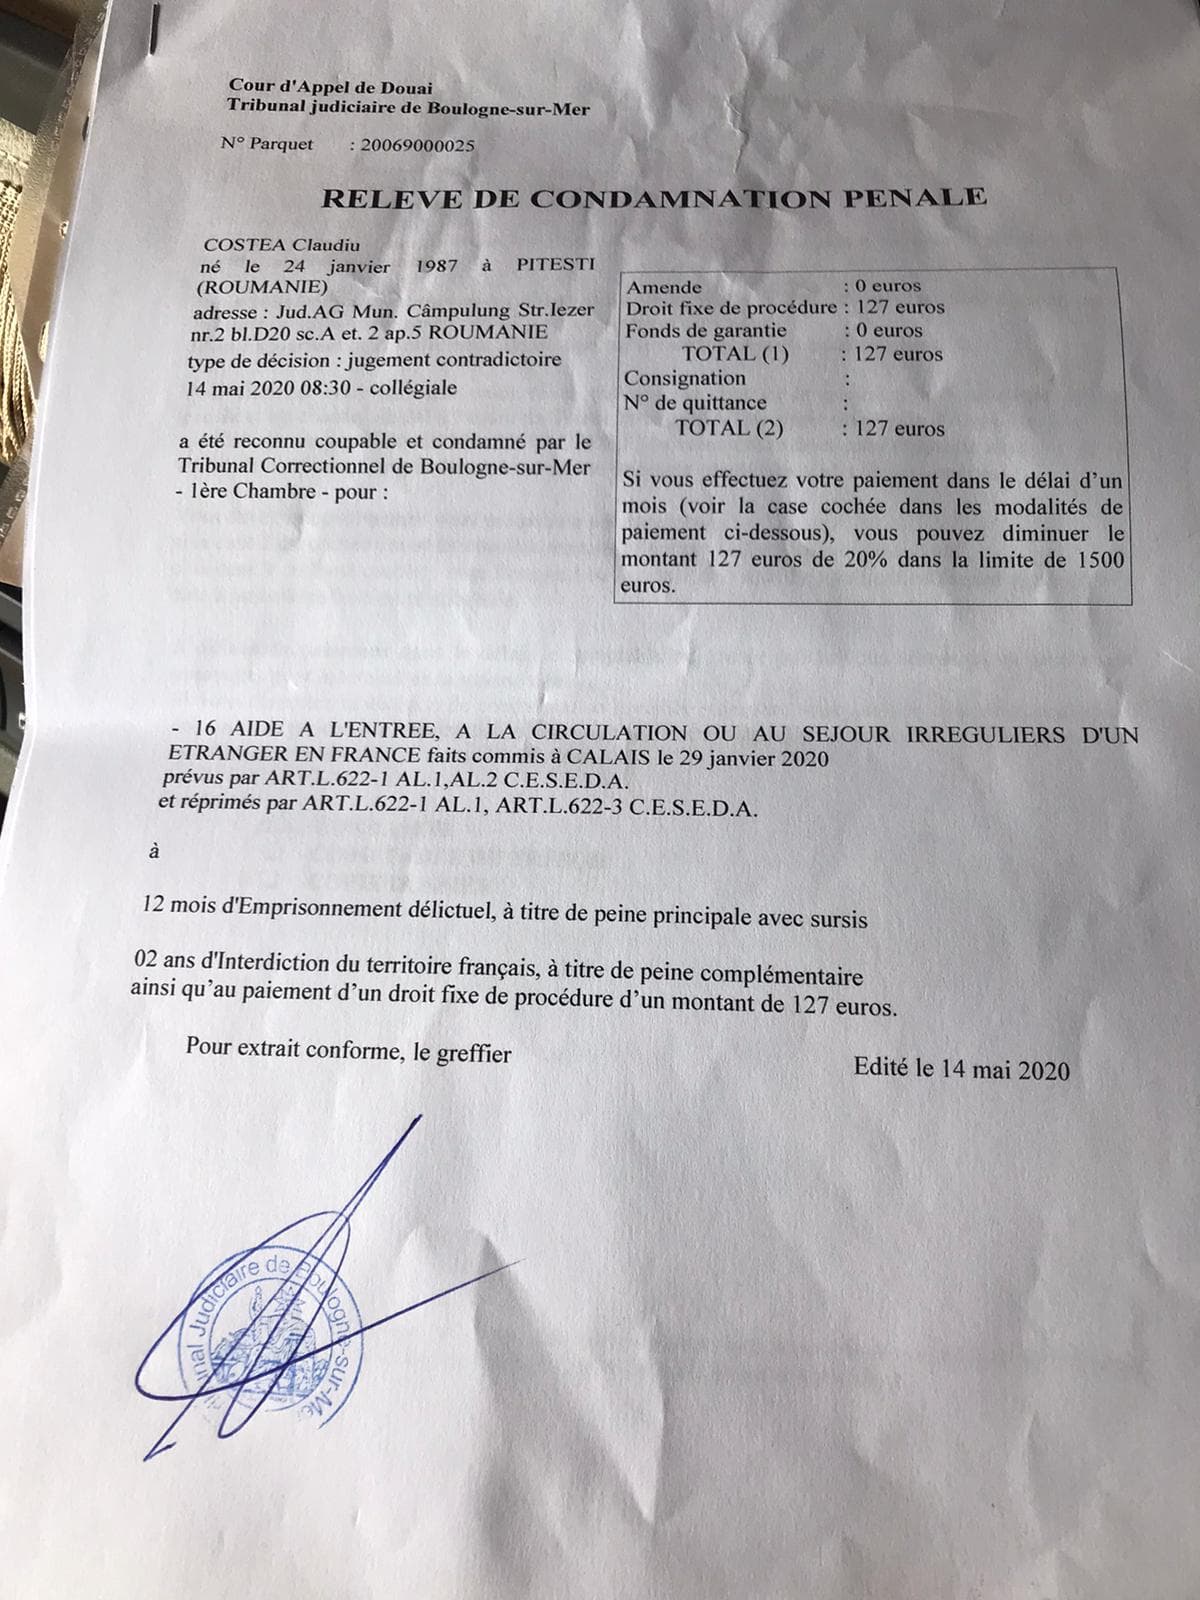 Cour d'Appel de Douai
Tribunal judiciaire de Boulogne-sur-Mer
N° Parquet : 20069000025
RELEVE DE CONDAMNATION PENALE
COSTEA Claudiu
né le 24 janvier 1987 à PITESTI
(ROUMANIE)
adresse : Jud.AG Mun. Câmpulung Str.Iezer
nr.2 bl.D20 sc.A et. 2 ap.5 ROUMANIE
type de décision : jugement contradictoire
14 mai 2020 08:30 - collégiale
a été reconnu coupable et condamné par le
Tribunal Correctionnel de Boulogne-sur-Mer
- 1ère Chambre - pour :
Amende : 0 euros
Droit fixe de procédure : 127 euros
Fonds de garantie : 0 euros
TOTAL (1) : 127 euros
Consignation :
N° de quittance :
TOTAL (2) : 127 euros
Si vous effectuez votre paiement dans le délai d’un
mois (voir la case cochée dans les modalités de
paiement ci-dessous), vous pouvez diminuer le
montant 127 euros de 20% dans la limite de 1500
euros.
- 16 AIDE A L'ENTREE, A LA CIRCULATION OU AU SEJOUR IRREGULIERS D'UN
ETRANGER EN FRANCE faits commis à CALAIS le 29 janvier 2020
prévus par ART.L.622-1 AL.1,AL.2 C.E.S.E.D.A.
et réprimés par ART.L.622-1 AL.1, ART.L.622-3 C.E.S.E.D.A.
à
12 mois d'Emprisonnement délictuel, à titre de peine principale avec sursis
02 ans d'Interdiction du territoire français, à titre de peine complémentaire
ainsi qu’au paiement d’un droit fixe de procédure d’un montant de 127 euros.
Pour extrait conforme, le greffier
Edité le 14 mai 2020
Judiciaire de Boulogne-sur-Me